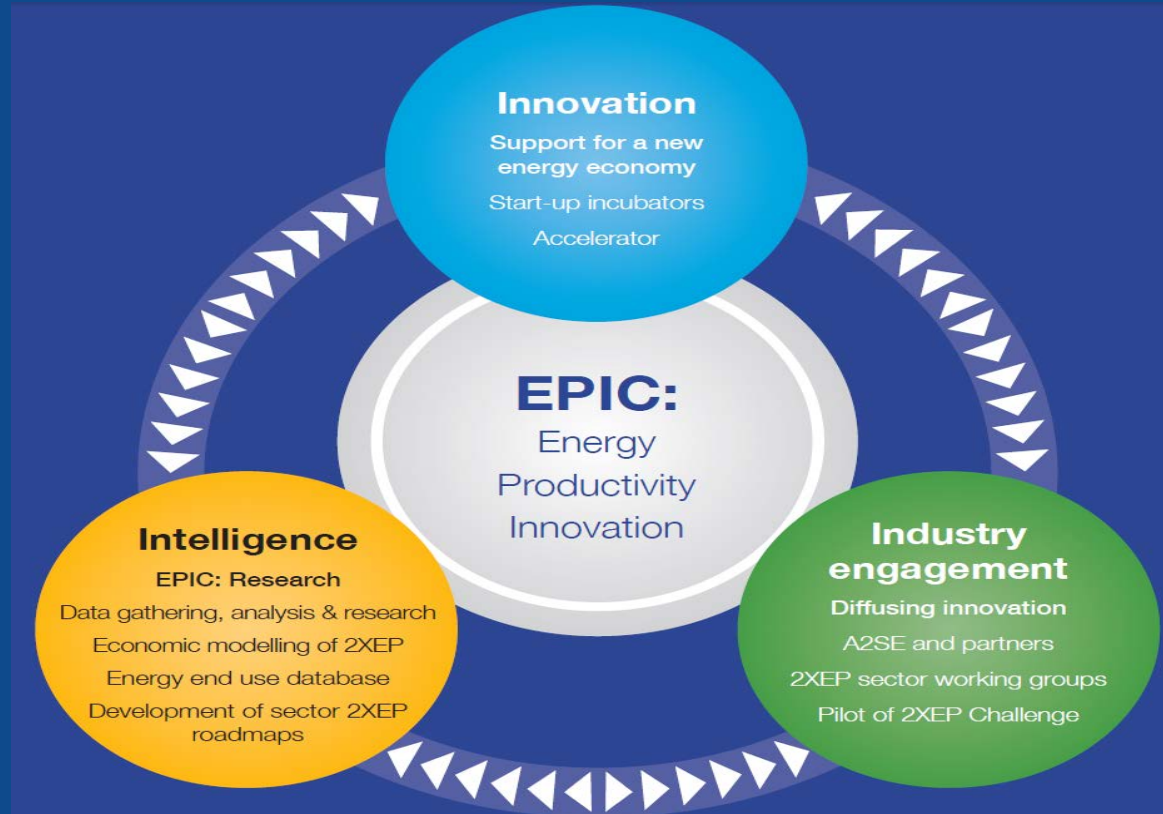 Innovation
Support for a new
energy economy
Start-up incubators
Accelerator
EPIC:
Energy
Productivity
Innovation
Intelligence
EPIC: Research
Data gathering, analysis & research
Economic modelling of 2XEP
Energy end use database
Development of sector 2XEP
roadmaps
Industry
engagement
Diffusing innovation
A2SE and partners
2XEP sector working groups
Pilot of 2XEP Challenge